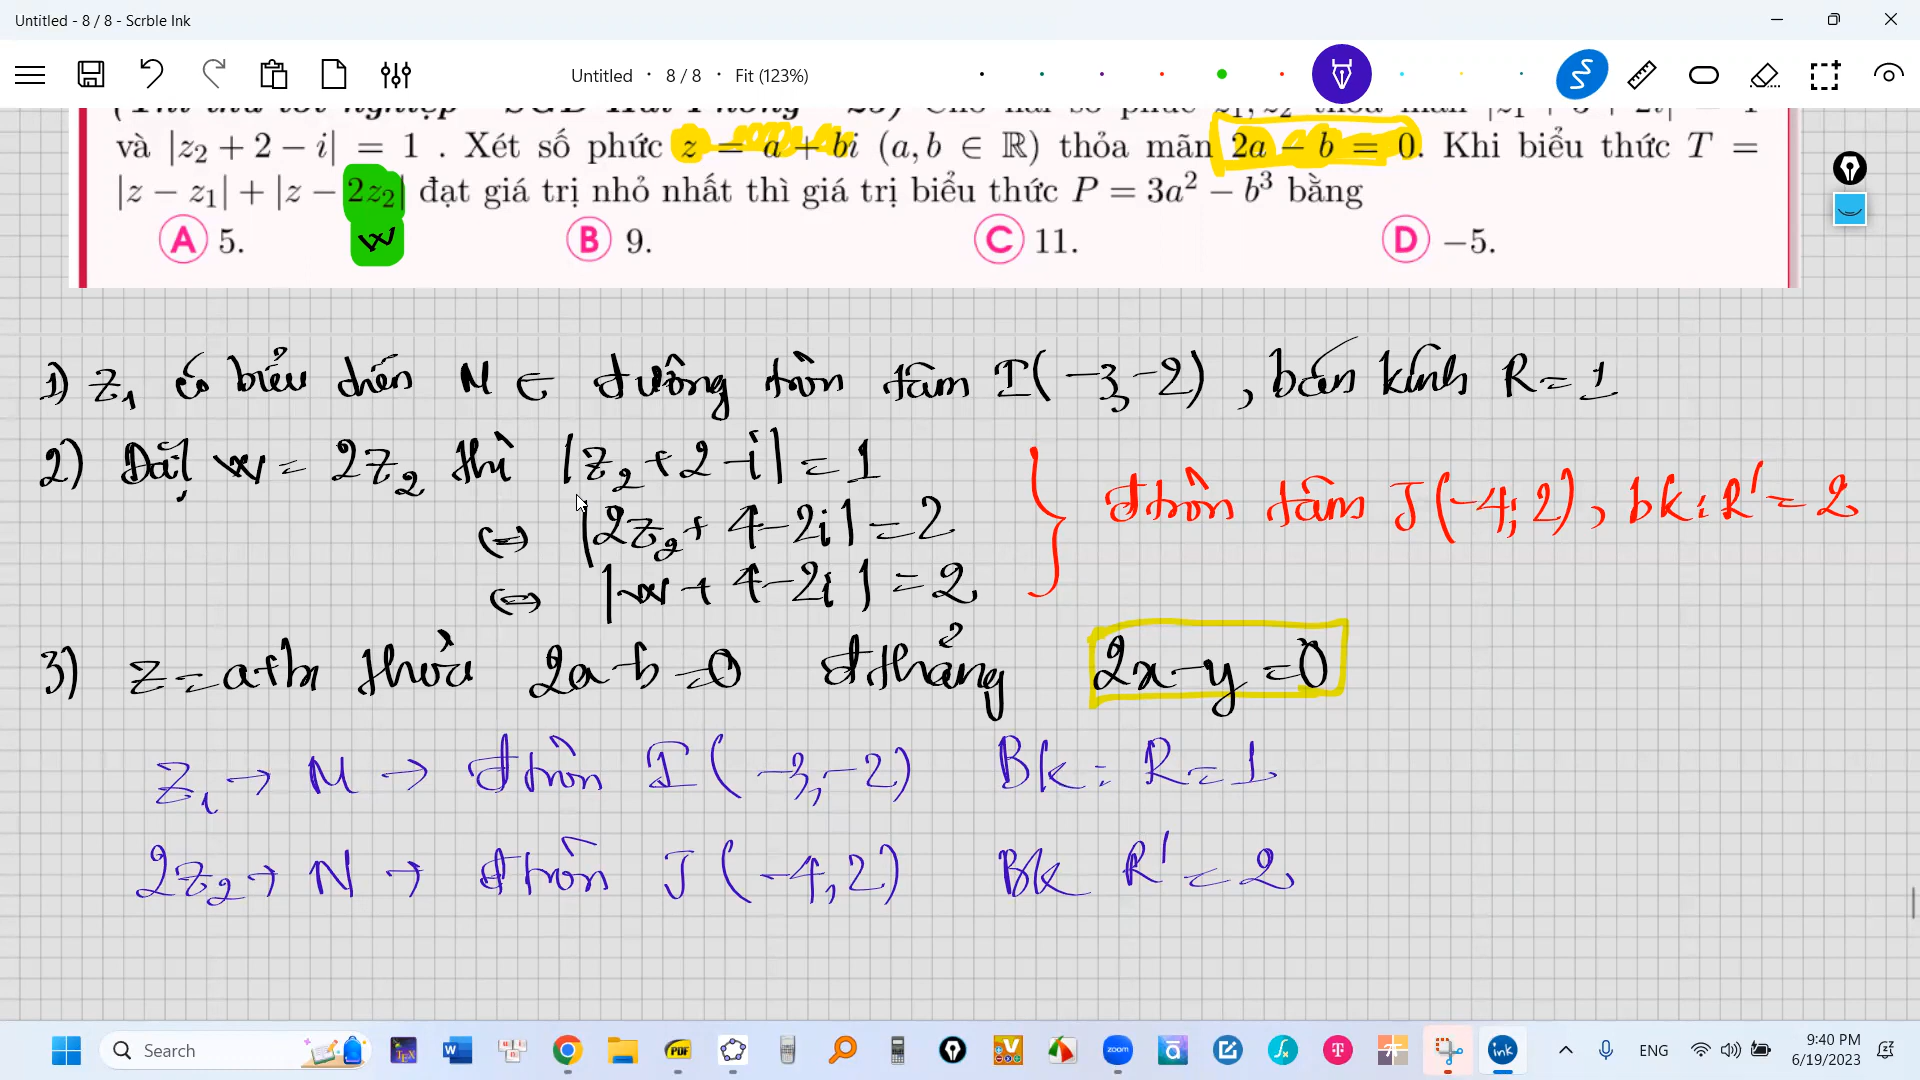 Untitled - 8 / 8 - Scrble Ink
Untitled • 8 / 8 • Fit (123%)
và |z₂ + 2 − i| = 1 . Xét số phức z = a + bi (a, b ∈ ℝ) thỏa mãn 2a − b = 0. Khi biểu thức T =
|z − z₁| + |z − 2z₂| đạt giá trị nhỏ nhất thì giá trị biểu thức P = 3a² − b³ bằng
A 5. W B 9. C 11. D −5.
1) z₁ có biểu diễn M ∈ đường tròn tâm I(−3,−2) , bán kính R=1
2) Đặt w = 2z₂ thì |z₂+2−i| = 1
⇔ |2z₂+ 4−2i| = 2
⇔ |w+ 4−2i| = 2
} đtròn tâm J(−4; 2), bk: R' = 2
3) z=a+bi thỏa 2a−b=0 đthẳng 2x−y=0
z₁ → M → đtròn I(−3,−2) Bk: R=1
2z₂ → N → đtròn J(−4,2) Bk R' = 2
Search ENG 9:40 PM
6/19/2023